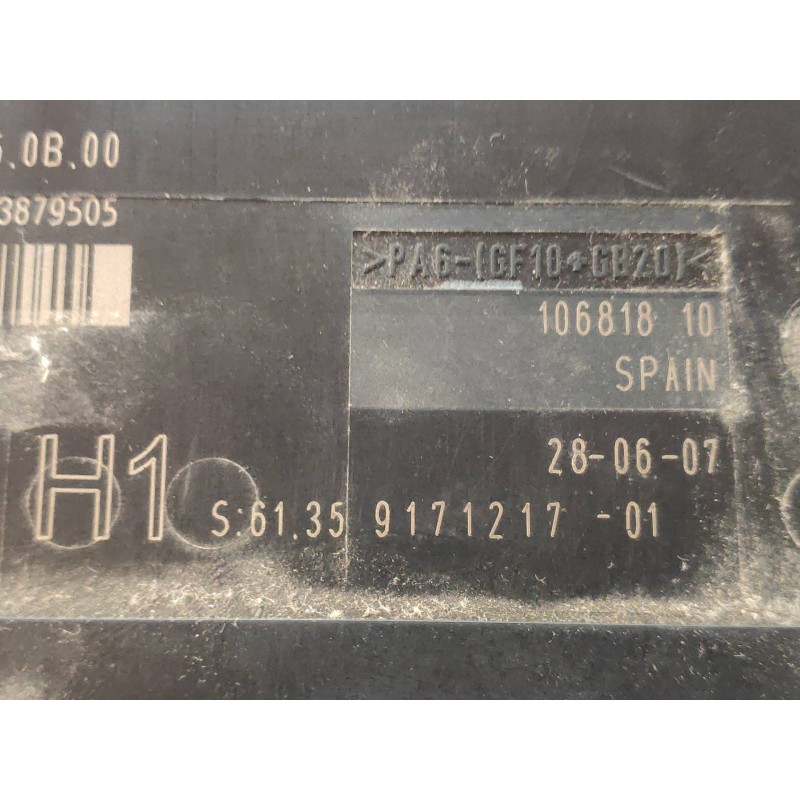 .0B.00
3879505
>PA6-(GF10+GB20)<
106818 10
SPAIN
28-06-07
H1
S:61.35 9171217 -01